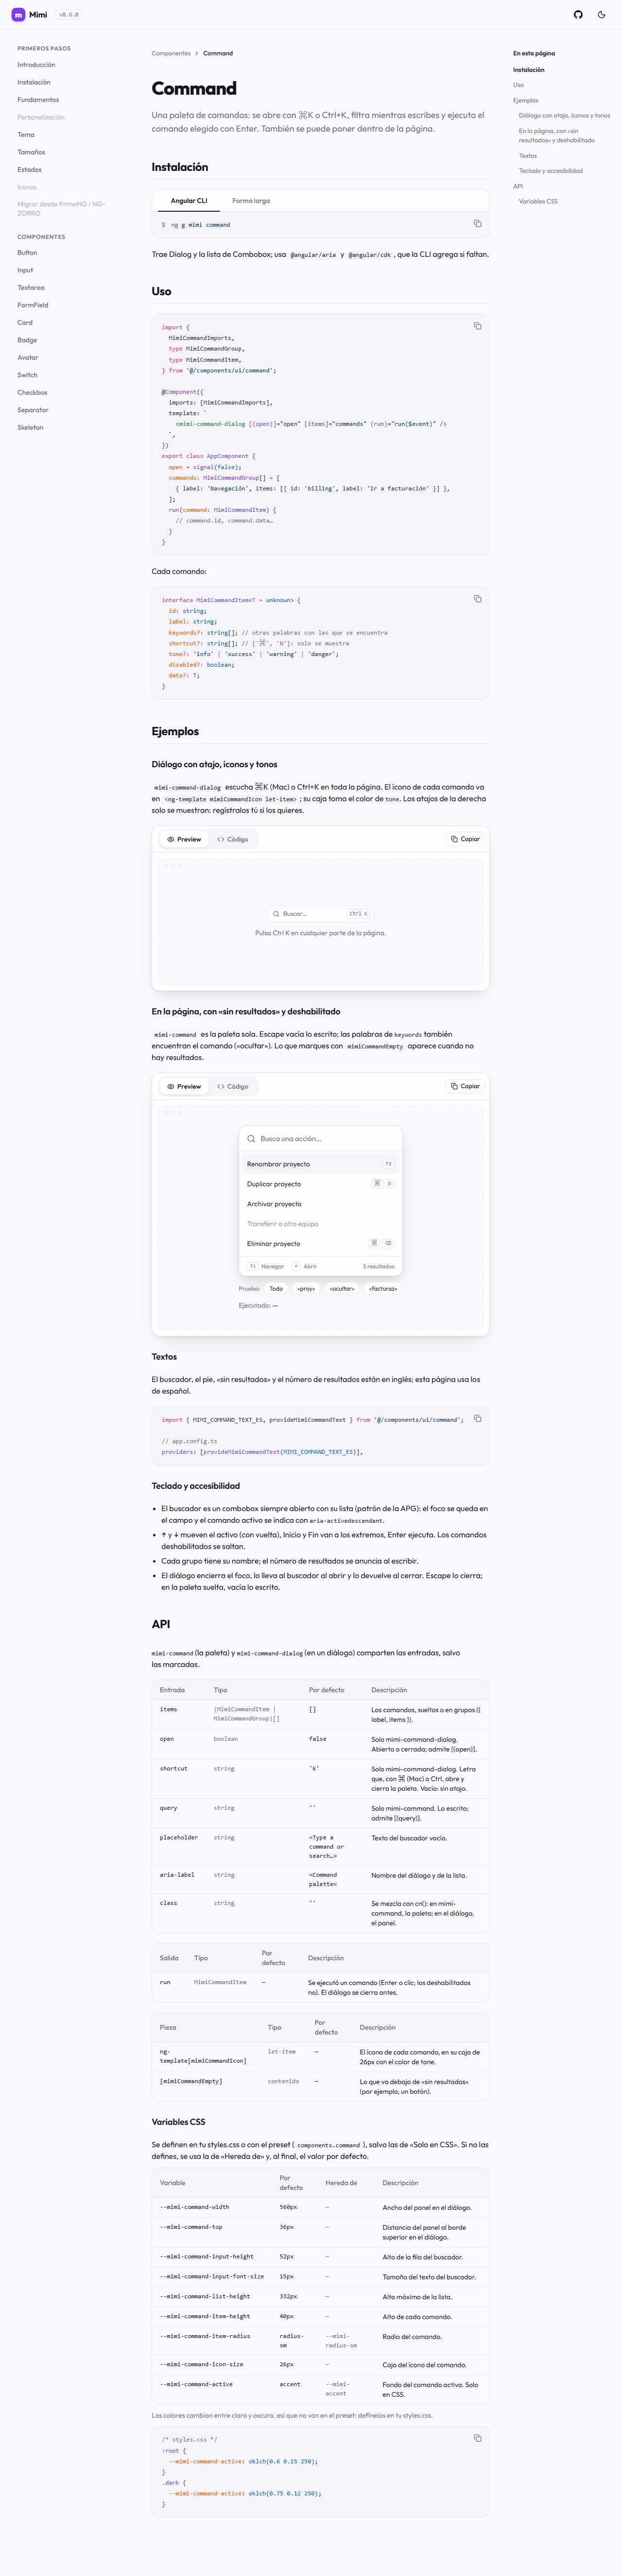 m Mimi v0.6.0
PRIMEROS PASOS
Introducción
Instalación
Fundamentos
Personalización
Tema
Tamaños
Estados
Iconos
Migrar desde PrimeNG / NG-
ZORRO
COMPONENTES
Button
Input
Textarea
FormField
Card
Badge
Avatar
Switch
Checkbox
Separator
Skeleton
Componentes > Command
Command
Una paleta de comandos: se abre con ⌘K o Ctrl+K, filtra mientras escribes y ejecuta el
comando elegido con Enter. También se puede poner dentro de la página.
Instalación
Angular CLI Forma larga
$ ng g mimi command
Trae Dialog y la lista de Combobox; usa @angular/aria y @angular/cdk , que la CLI agrega si faltan.
Uso
import {
MimiCommandImports,
type MimiCommandGroup,
type MimiCommandItem,
} from '@/components/ui/command';
@Component({
imports: [MimiCommandImports],
template: `
<mimi-command-dialog [(open)]="open" [items]="commands" (run)="run($event)" />
`,
})
export class AppComponent {
open = signal(false);
commands: MimiCommandGroup[] = [
{ label: 'Navegación', items: [{ id: 'billing', label: 'Ir a facturación' }] },
];
run(command: MimiCommandItem) {
// command.id, command.data…
}
}
Cada comando:
interface MimiCommandItem<T = unknown> {
id: string;
label: string;
keywords?: string[]; // otras palabras con las que se encuentra
shortcut?: string[]; // ['⌘', 'N']: solo se muestra
tone?: 'info' | 'success' | 'warning' | 'danger';
disabled?: boolean;
data?: T;
}
Ejemplos
Diálogo con atajo, iconos y tonos
mimi-command-dialog escucha ⌘K (Mac) o Ctrl+K en toda la página. El icono de cada comando va
en <ng-template mimiCommandIcon let-item> ; su caja toma el color de tone. Los atajos de la derecha
solo se muestran: regístralos tú si los quieres.
Preview Código Copiar
Buscar… Ctrl K
Pulsa Ctrl K en cualquier parte de la página.
En la página, con «sin resultados» y deshabilitado
mimi-command es la paleta sola. Escape vacía lo escrito; las palabras de keywords también
encuentran el comando («ocultar»). Lo que marques con mimiCommandEmpty aparece cuando no
hay resultados.
Preview Código Copiar
Busca una acción…
Renombrar proyecto F2
Duplicar proyecto ⌘ D
Archivar proyecto
Transferir a otro equipo
Eliminar proyecto ⌘ ⌫
↑↓ Navegar ↵ Abrir 5 resultados
Prueba: Todo «proy» «ocultar» «facturaz»
Ejecutado: —
Textos
El buscador, el pie, «sin resultados» y el número de resultados están en inglés; esta página usa los
de español.
import { MIMI_COMMAND_TEXT_ES, provideMimiCommandText } from '@/components/ui/command';
// app.config.ts
providers: [provideMimiCommandText(MIMI_COMMAND_TEXT_ES)],
Teclado y accesibilidad
• El buscador es un combobox siempre abierto con su lista (patrón de la APG): el foco se queda en
el campo y el comando activo se indica con aria-activedescendant.
• ↑ y ↓ mueven el activo (con vuelta), Inicio y Fin van a los extremos, Enter ejecuta. Los comandos
deshabilitados se saltan.
• Cada grupo tiene su nombre; el número de resultados se anuncia al escribir.
• El diálogo encierra el foco, lo lleva al buscador al abrir y lo devuelve al cerrar. Escape lo cierra;
en la paleta suelta, vacía lo escrito.
API
mimi-command (la paleta) y mimi-command-dialog (en un diálogo) comparten las entradas, salvo
las marcadas.
Entrada Tipo Por defecto Descripción
items (MimiCommandItem | MimiCommandGroup)[] [] Los comandos, sueltos o en grupos ({ label, items }).
open boolean false Solo mimi-command-dialog. Abierta o cerrada; admite [(open)].
shortcut string 'k' Solo mimi-command-dialog. Letra que, con ⌘ (Mac) o Ctrl, abre y cierra la paleta. Vacío: sin atajo.
query string '' Solo mimi-command. Lo escrito; admite [(query)].
placeholder string «Type a command or search…» Texto del buscador vacío.
aria-label string «Command palette» Nombre del diálogo y de la lista.
class string '' Se mezcla con cn(): en mimi-command, la paleta; en el diálogo, el panel.
Salida Tipo Por defecto Descripción
run MimiCommandItem — Se ejecutó un comando (Enter o clic; los deshabilitados no). El diálogo se cierra antes.
Pieza Tipo Por defecto Descripción
ng-template[mimiCommandIcon] let-item — El icono de cada comando, en su caja de 26px con el color de tone.
[mimiCommandEmpty] contenido — Lo que va debajo de «sin resultados» (por ejemplo, un botón).
Variables CSS
Se definen en tu styles.css o con el preset ( components.command ), salvo las de «Solo en CSS». Si no las
defines, se usa la de «Hereda de» y, al final, el valor por defecto.
Variable Por defecto Hereda de Descripción
--mimi-command-width 560px — Ancho del panel en el diálogo.
--mimi-command-top 36px — Distancia del panel al borde superior en el diálogo.
--mimi-command-input-height 52px — Alto de la fila del buscador.
--mimi-command-input-font-size 15px — Tamaño del texto del buscador.
--mimi-command-list-height 332px — Alto máximo de la lista.
--mimi-command-item-height 40px — Alto de cada comando.
--mimi-command-item-radius radius-sm --mimi-radius-sm Radio del comando.
--mimi-command-icon-size 26px — Caja del icono del comando.
--mimi-command-active accent --mimi-accent Fondo del comando activo. Solo en CSS.
Los colores cambian entre claro y oscuro, así que no van en el preset: defínelos en tu styles.css.
/* styles.css */
:root {
--mimi-command-active: oklch(0.6 0.15 250);
}
.dark {
--mimi-command-active: oklch(0.75 0.12 250);
}
En esta página
Instalación
Uso
Ejemplos
Diálogo con atajo, iconos y tonos
En la página, con «sin
resultados» y deshabilitado
Textos
Teclado y accesibilidad
API
Variables CSS